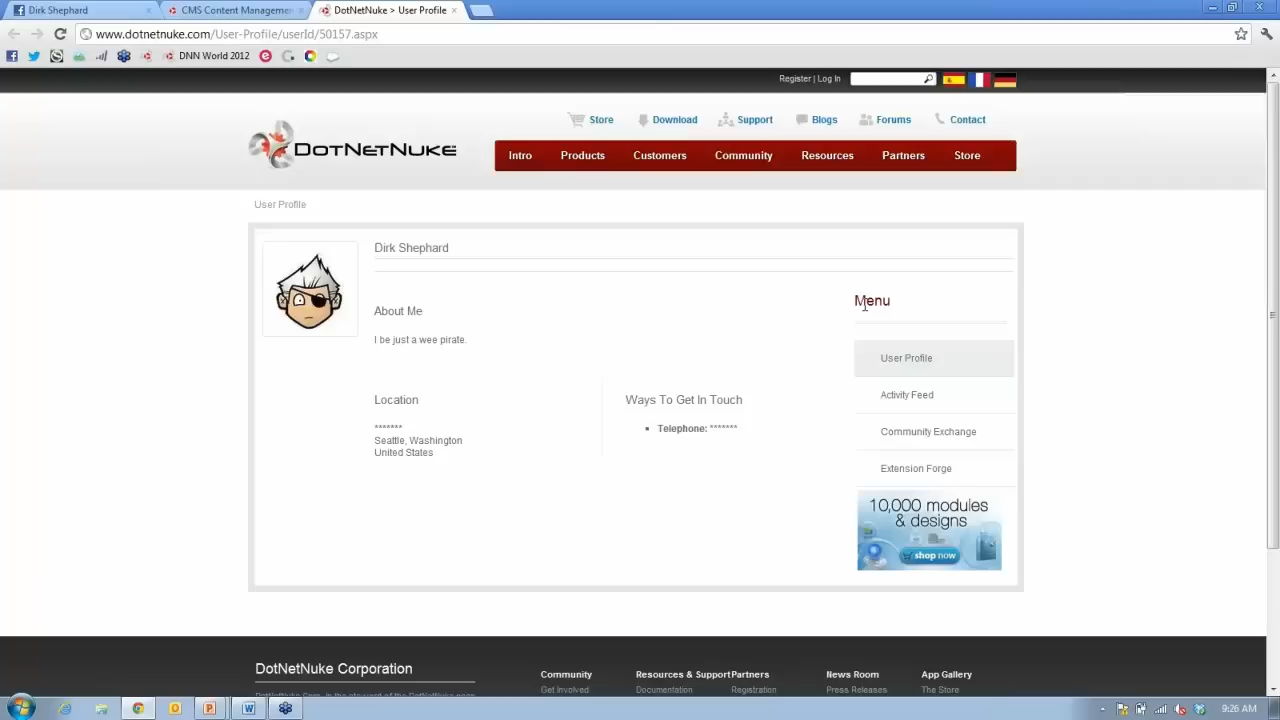 Dirk Shephard
CMS Content Managemen
DotNetNuke > User Profile
www.dotnetnuke.com/User-Profile/userId/50157.aspx
DNN World 2012
Register | Log In
Store
Download
Support
Blogs
Forums
Contact
DOTNETNUKE
Intro
Products
Customers
Community
Resources
Partners
Store
User Profile
Dirk Shephard
About Me
I be just a wee pirate.
Location
*******
Seattle, Washington
United States
Ways To Get In Touch
Telephone: *******
Menu
User Profile
Activity Feed
Community Exchange
Extension Forge
10,000 modules
& designs
shop now
DotNetNuke Corporation
Community
Get Involved
Resources & Support
Documentation
Partners
Registration
News Room
Press Releases
App Gallery
The Store
9:26 AM